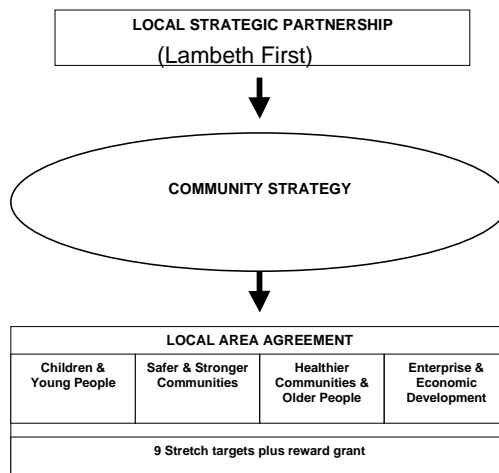 LOCAL STRATEGIC PARTNERSHIP
(Lambeth First)
COMMUNITY STRATEGY
LOCAL AREA AGREEMENT
Children &
Young People
Safer & Stronger
Communities
Healthier
Communities &
Older People
Enterprise &
Economic
Development
9 Stretch targets plus reward grant